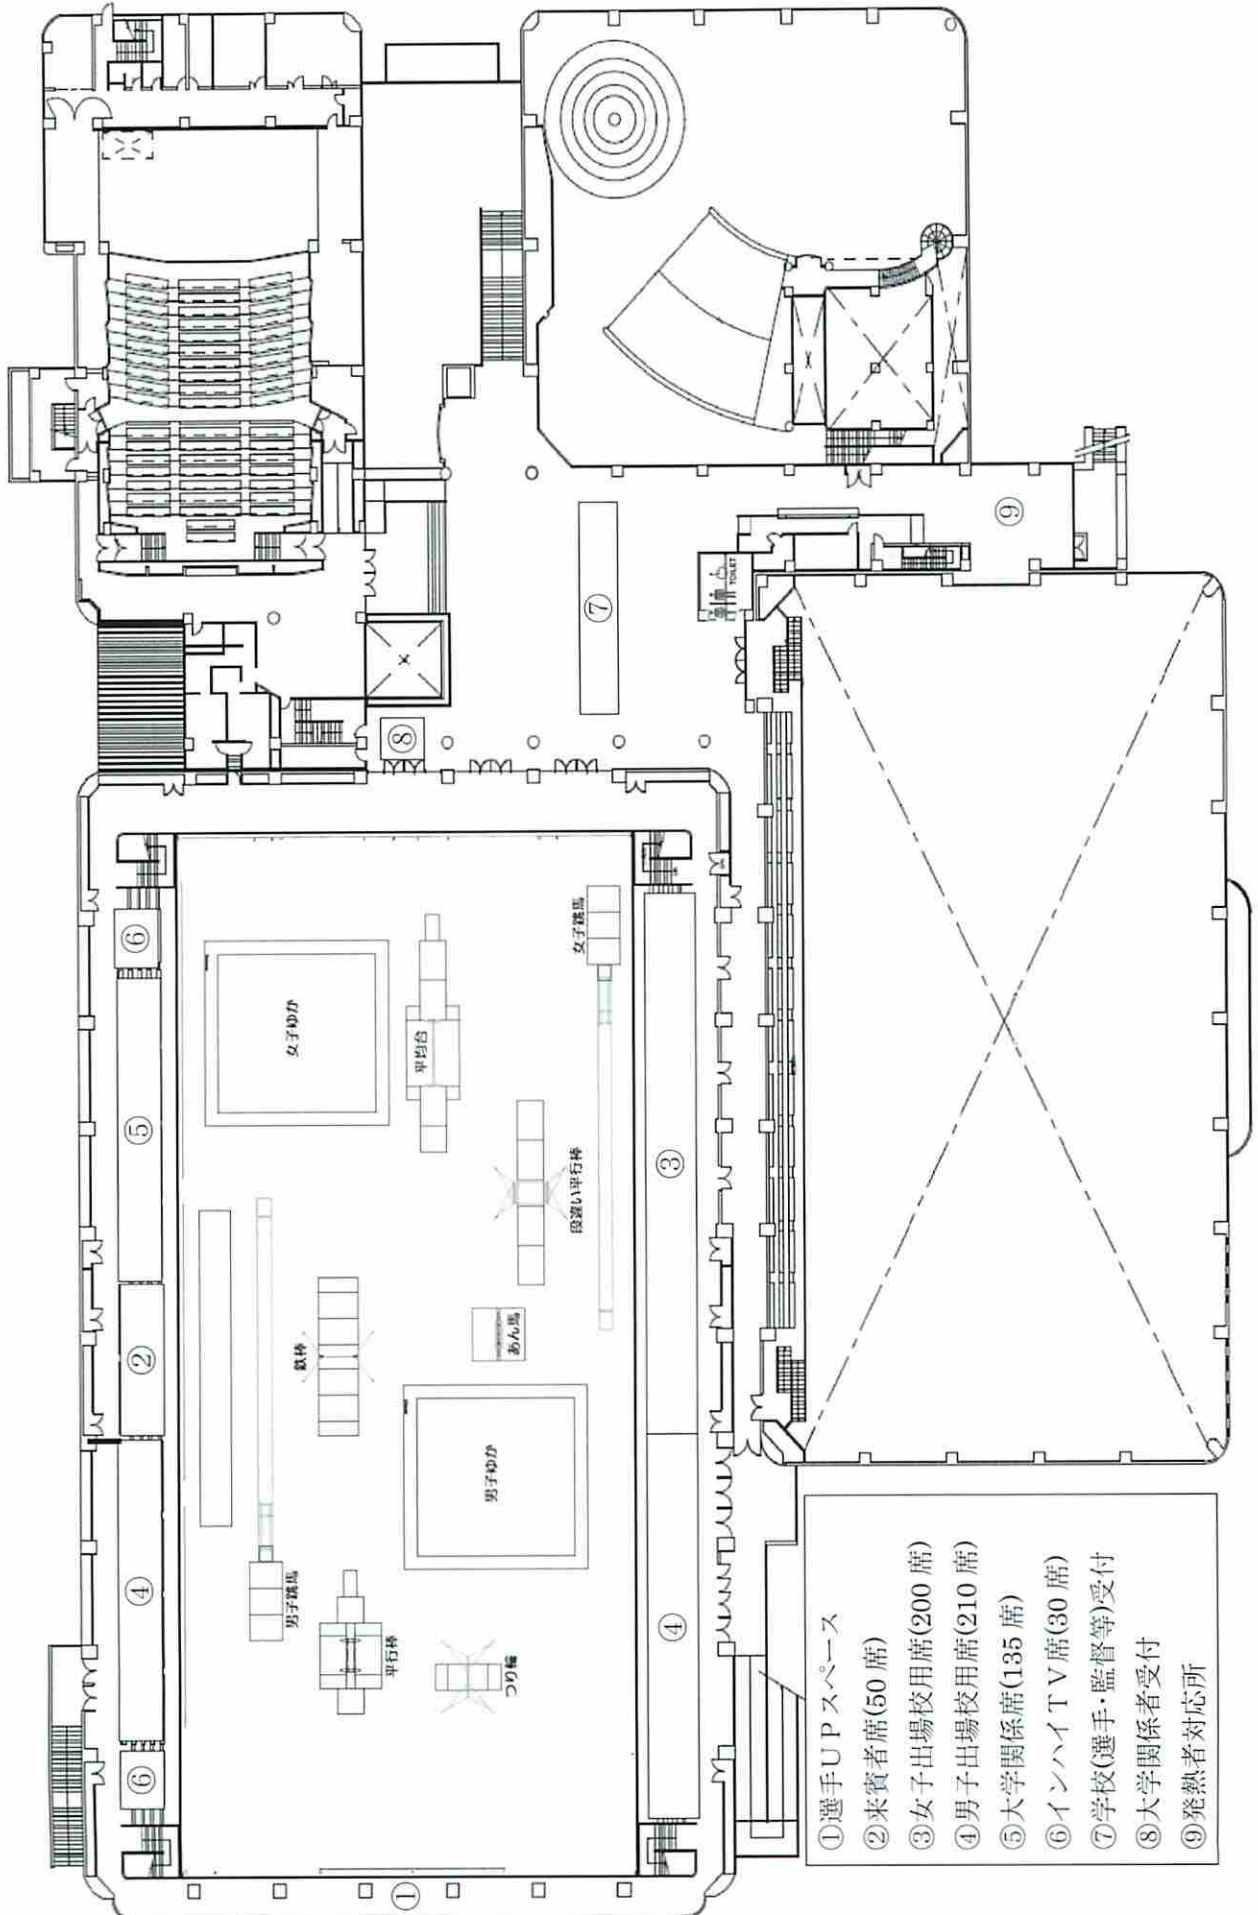 ⑥
⑤
②
④
⑥
①
⑧
⑦
⑨
③
④
TOILET
女子ゆか
平均台
女子跳馬
段違い平行棒
鉄棒
あん馬
男子ゆか
男子跳馬
平行棒
つり輪
①選手UPスペース
②来賓者席(50席)
③女子出場校用席(200席)
④男子出場校用席(210席)
⑤大学関係席(135席)
⑥インハイTV席(30席)
⑦学校(選手・監督等)受付
⑧大学関係者受付
⑨発熱者対応所